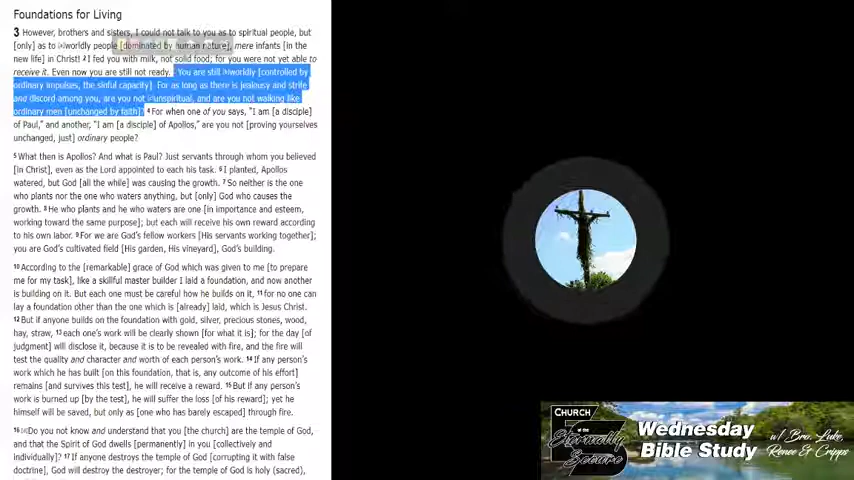 Foundations for Living
3 However, brothers and sisters, I could not talk to you as to spiritual people, but
[only] as to [a]worldly people [dominated by human nature], mere infants [in the
new life] in Christ! 2 I fed you with milk, not solid food; for you were not yet able to
receive it. Even now you are still not ready. You are still [b]worldly [controlled by
ordinary impulses, the sinful capacity]. For as long as there is jealousy and strife
and discord among you, are you not [c]unspiritual, and are you not walking like
ordinary men [unchanged by faith]? 4 For when one of you says, "I am [a disciple]
of Paul," and another, "I am [a disciple] of Apollos," are you not [proving yourselves
unchanged, just] ordinary people?
5 What then is Apollos? And what is Paul? Just servants through whom you believed
[in Christ], even as the Lord appointed to each his task. 6 I planted, Apollos
watered, but God [all the while] was causing the growth. 7 So neither is the one
who plants nor the one who waters anything, but [only] God who causes the
growth. 8 He who plants and he who waters are one [in importance and esteem,
working toward the same purpose]; but each will receive his own reward according
to his own labor. 9 For we are God's fellow workers [His servants working together];
you are God's cultivated field [His garden, His vineyard], God's building.
10 According to the [remarkable] grace of God which was given to me [to prepare
me for my task], like a skillful master builder I laid a foundation, and now another
is building on it. But each one must be careful how he builds on it, 11 for no one can
lay a foundation other than the one which is [already] laid, which is Jesus Christ.
12 But if anyone builds on the foundation with gold, silver, precious stones, wood,
hay, straw, 13 each one's work will be clearly shown [for what it is]; for the day [of
judgment] will disclose it, because it is to be revealed with fire, and the fire will
test the quality and character and worth of each person's work. 14 If any person's
work which he has built [on this foundation, that is, any outcome of his effort]
remains [and survives this test], he will receive a reward. 15 But if any person's
work is burned up [by the test], he will suffer the loss [of his reward]; yet he
himself will be saved, but only as [one who has barely escaped] through fire.
16 Do you not know and understand that you [the church] are the temple of God,
and that the Spirit of God dwells [permanently] in you [collectively and
individually]? 17 If anyone destroys the temple of God [corrupting it with false
doctrine], God will destroy the destroyer; for the temple of God is holy (sacred),
CHURCH
of the
Eternally
Secure
Wednesday
Bible Study
w/ Bro. Luke,
Renee & Cripps